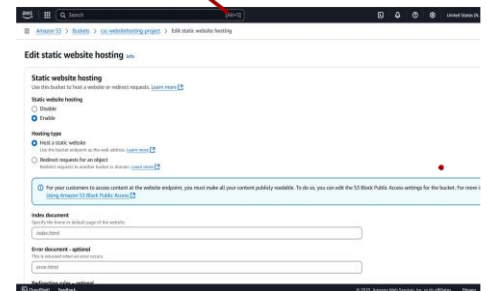 aws Search [Alt+S] United States (N
Amazon S3 > Buckets > csc-websitehosting-project > Edit static website hosting
Edit static website hosting Info
Static website hosting
Use this bucket to host a website or redirect requests. Learn more
Static website hosting
Disable
Enable
Hosting type
Host a static website
Use the bucket endpoint as the web address. Learn more
Redirect requests for an object
Redirect requests to another bucket or domain. Learn more
For your customers to access content at the website endpoint, you must make all your content publicly readable. To do so, you can edit the S3 Block Public Access settings for the bucket. For more i
Using Amazon S3 Block Public Access
Index document
Specify the home or default page of the website.
index.html
Error document - optional
This is returned when an error occurs.
error.html
Redirection rules - optional
CloudShell Feedback © 2025, Amazon Web Services, Inc. or its affiliates. Privacy